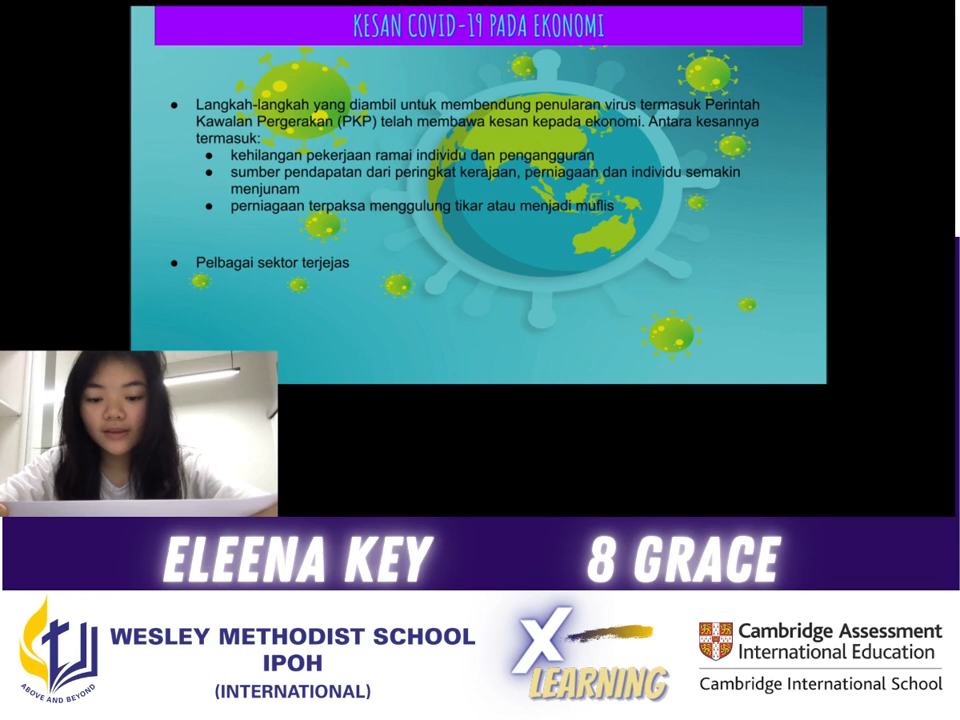 KESAN COVID-19 PADA EKONOMI
● Langkah-langkah yang diambil untuk membendung penularan virus termasuk Perintah
Kawalan Pergerakan (PKP) telah membawa kesan kepada ekonomi. Antara kesannya
termasuk:
● kehilangan pekerjaan ramai individu dan pengangguran
● sumber pendapatan dari peringkat kerajaan, perniagaan dan individu semakin
menjunam
● perniagaan terpaksa menggulung tikar atau menjadi muflis
● Pelbagai sektor terjejas
ELEENA KEY
8 GRACE
ABOVE AND BEYOND
WESLEY METHODIST SCHOOL
IPOH
(INTERNATIONAL)
X
LEARNING
Cambridge Assessment
International Education
Cambridge International School